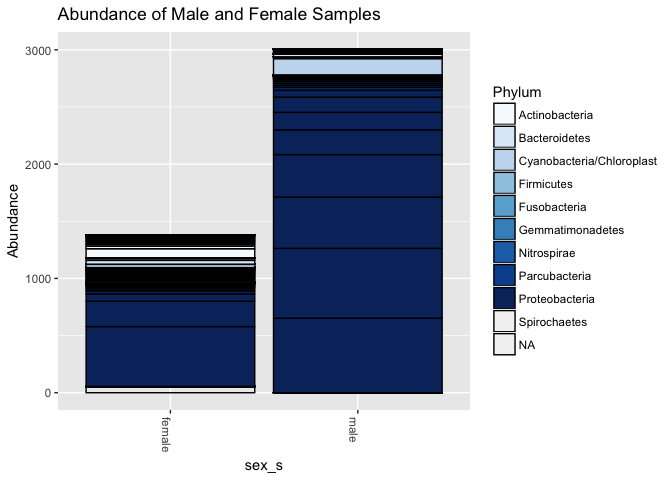 Abundance of Male and Female Samples
Abundance
3000
2000
1000
0
female
male
sex_s
Phylum
Actinobacteria
Bacteroidetes
Cyanobacteria/Chloroplast
Firmicutes
Fusobacteria
Gemmatimonadetes
Nitrospirae
Parcubacteria
Proteobacteria
Spirochaetes
NA